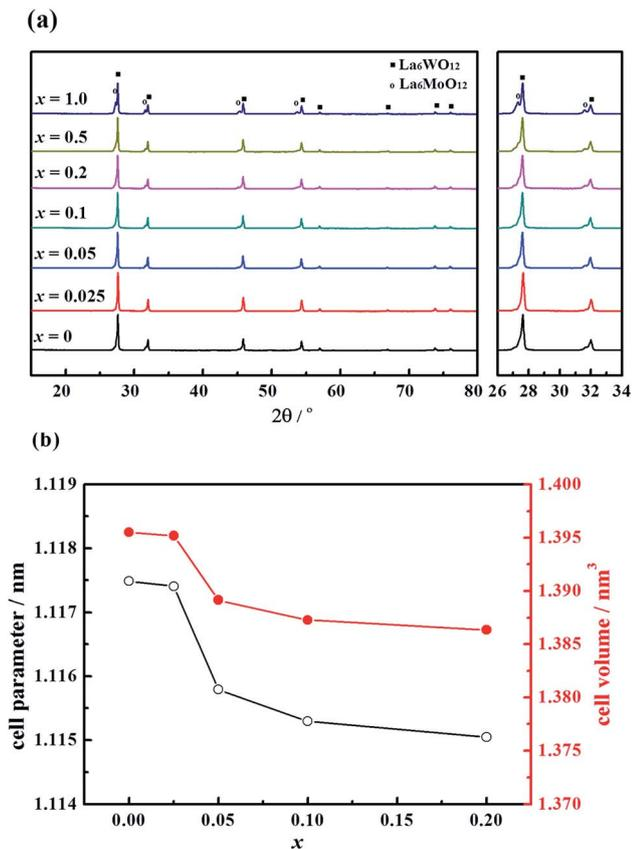 (a)
■ La₆WO₁₂
o La₆MoO₁₂
x = 1.0
x = 0.5
x = 0.2
x = 0.1
x = 0.05
x = 0.025
x = 0
20 30 40 50 60 70 80
26 28 30 32 34
2θ / °
(b)
1.119
1.118
1.117
1.116
1.115
1.114
cell parameter / nm
1.400
1.395
1.390
1.385
1.380
1.375
1.370
cell volume / nm³
0.00 0.05 0.10 0.15 0.20
x